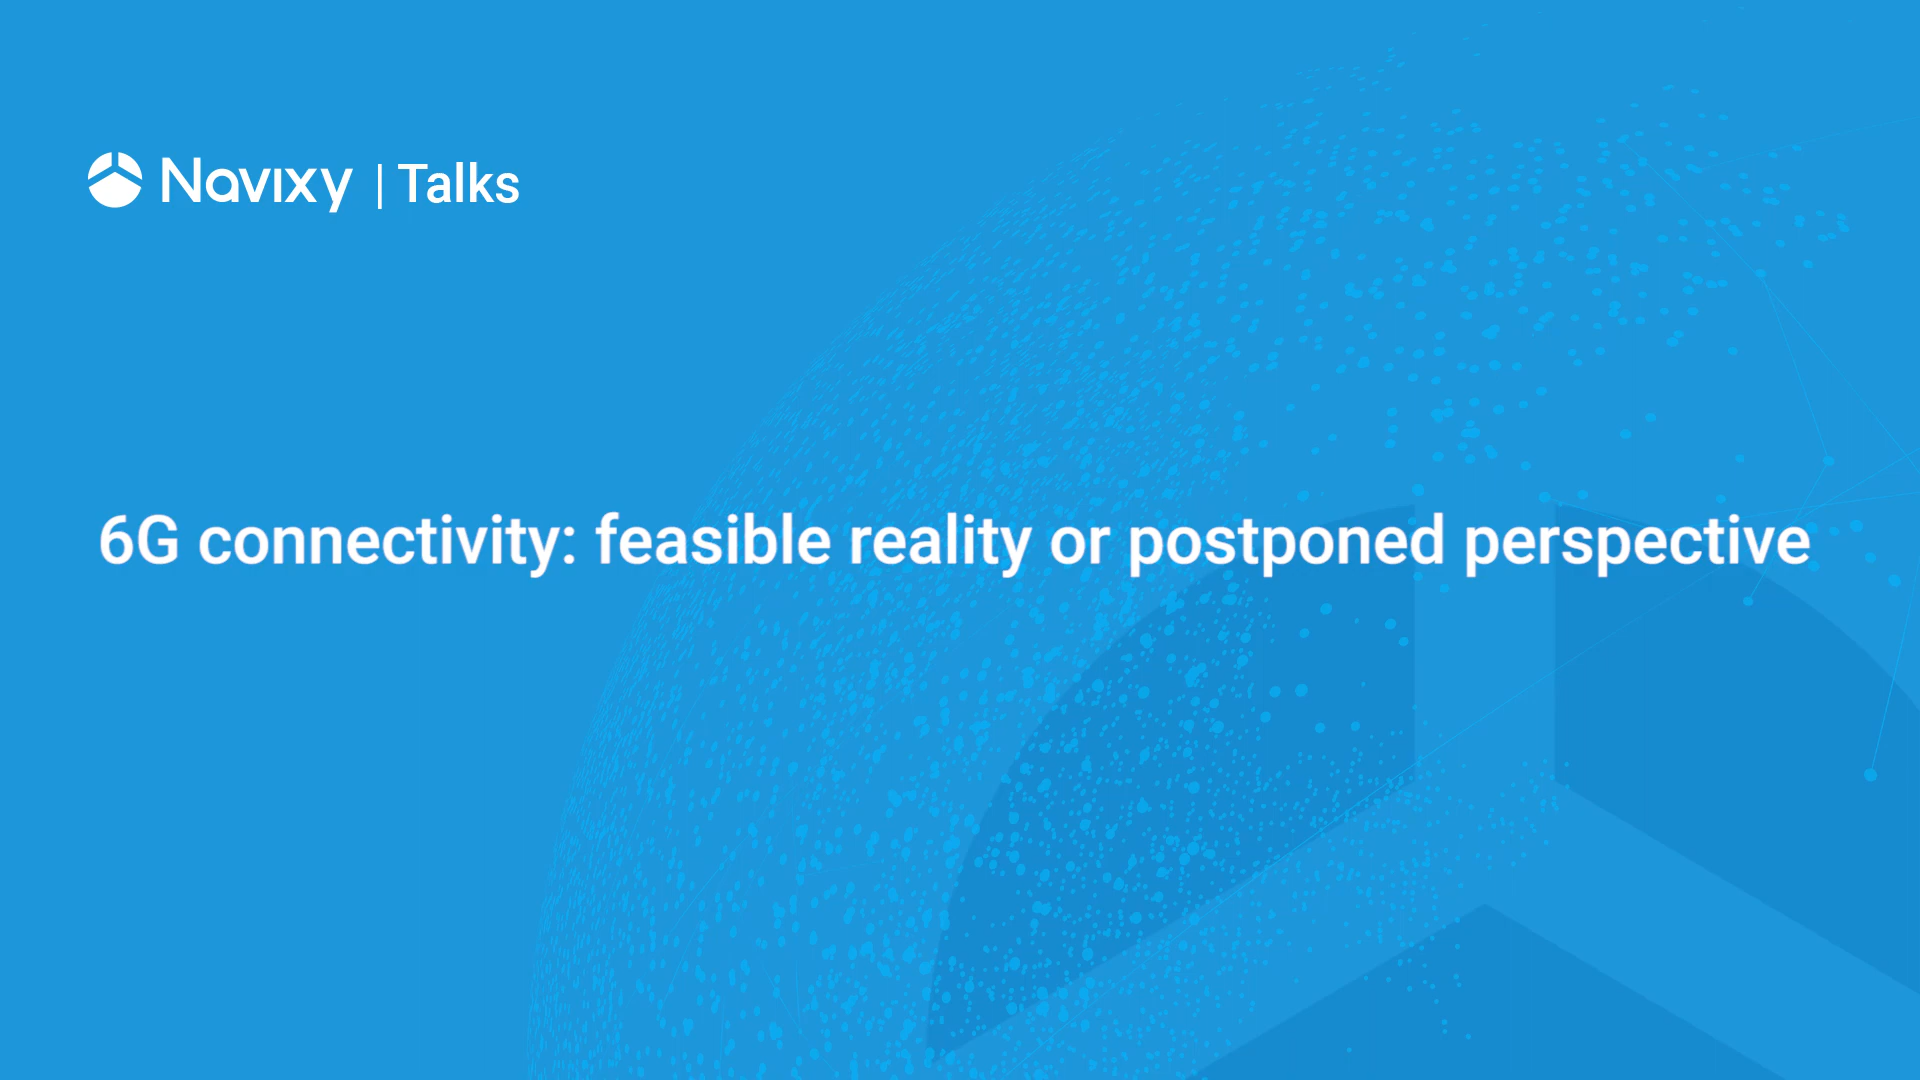 Navixy | Talks
6G connectivity: feasible reality or postponed perspective